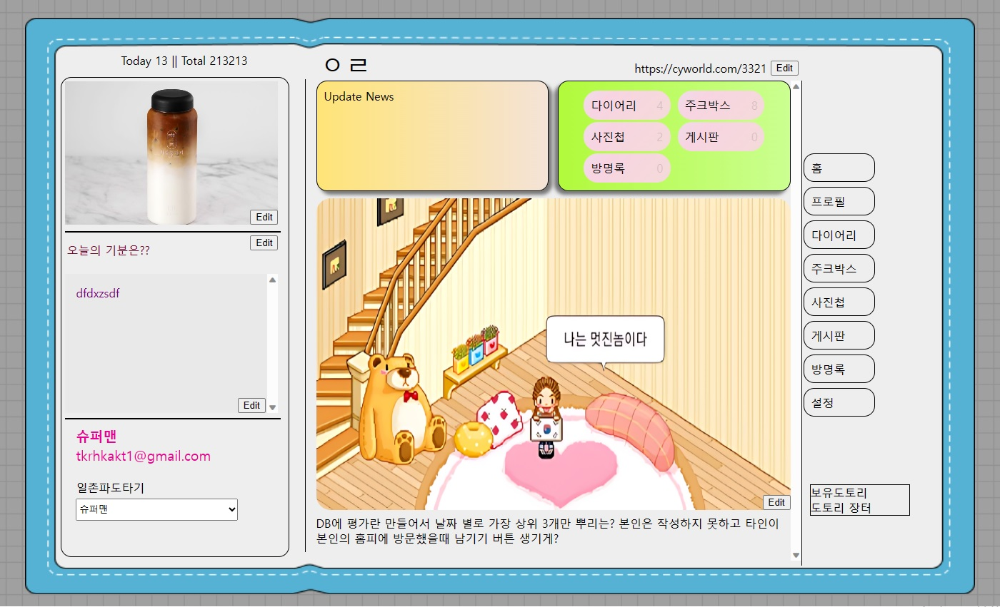 Today 13 || Total 213213
Edit
오늘의 기분은??
Edit
dfdxzsdf
Edit
슈퍼맨
tkrhkakt1@gmail.com
일촌파도타기
슈퍼맨
ㅇ ㄹ
https://cyworld.com/3321 Edit
Update News
다이어리 4 주크박스 8
사진첩 2 게시판 0
방명록 0
나는 멋진놈이다
Edit
DB에 평가란 만들어서 날짜 별로 가장 상위 3개만 뿌리는? 본인은 작성하지 못하고 타인이
본인의 홈피에 방문했을때 남기기 버튼 생기게?
홈
프로필
다이어리
주크박스
사진첩
게시판
방명록
설정
보유도토리
도토리 장터